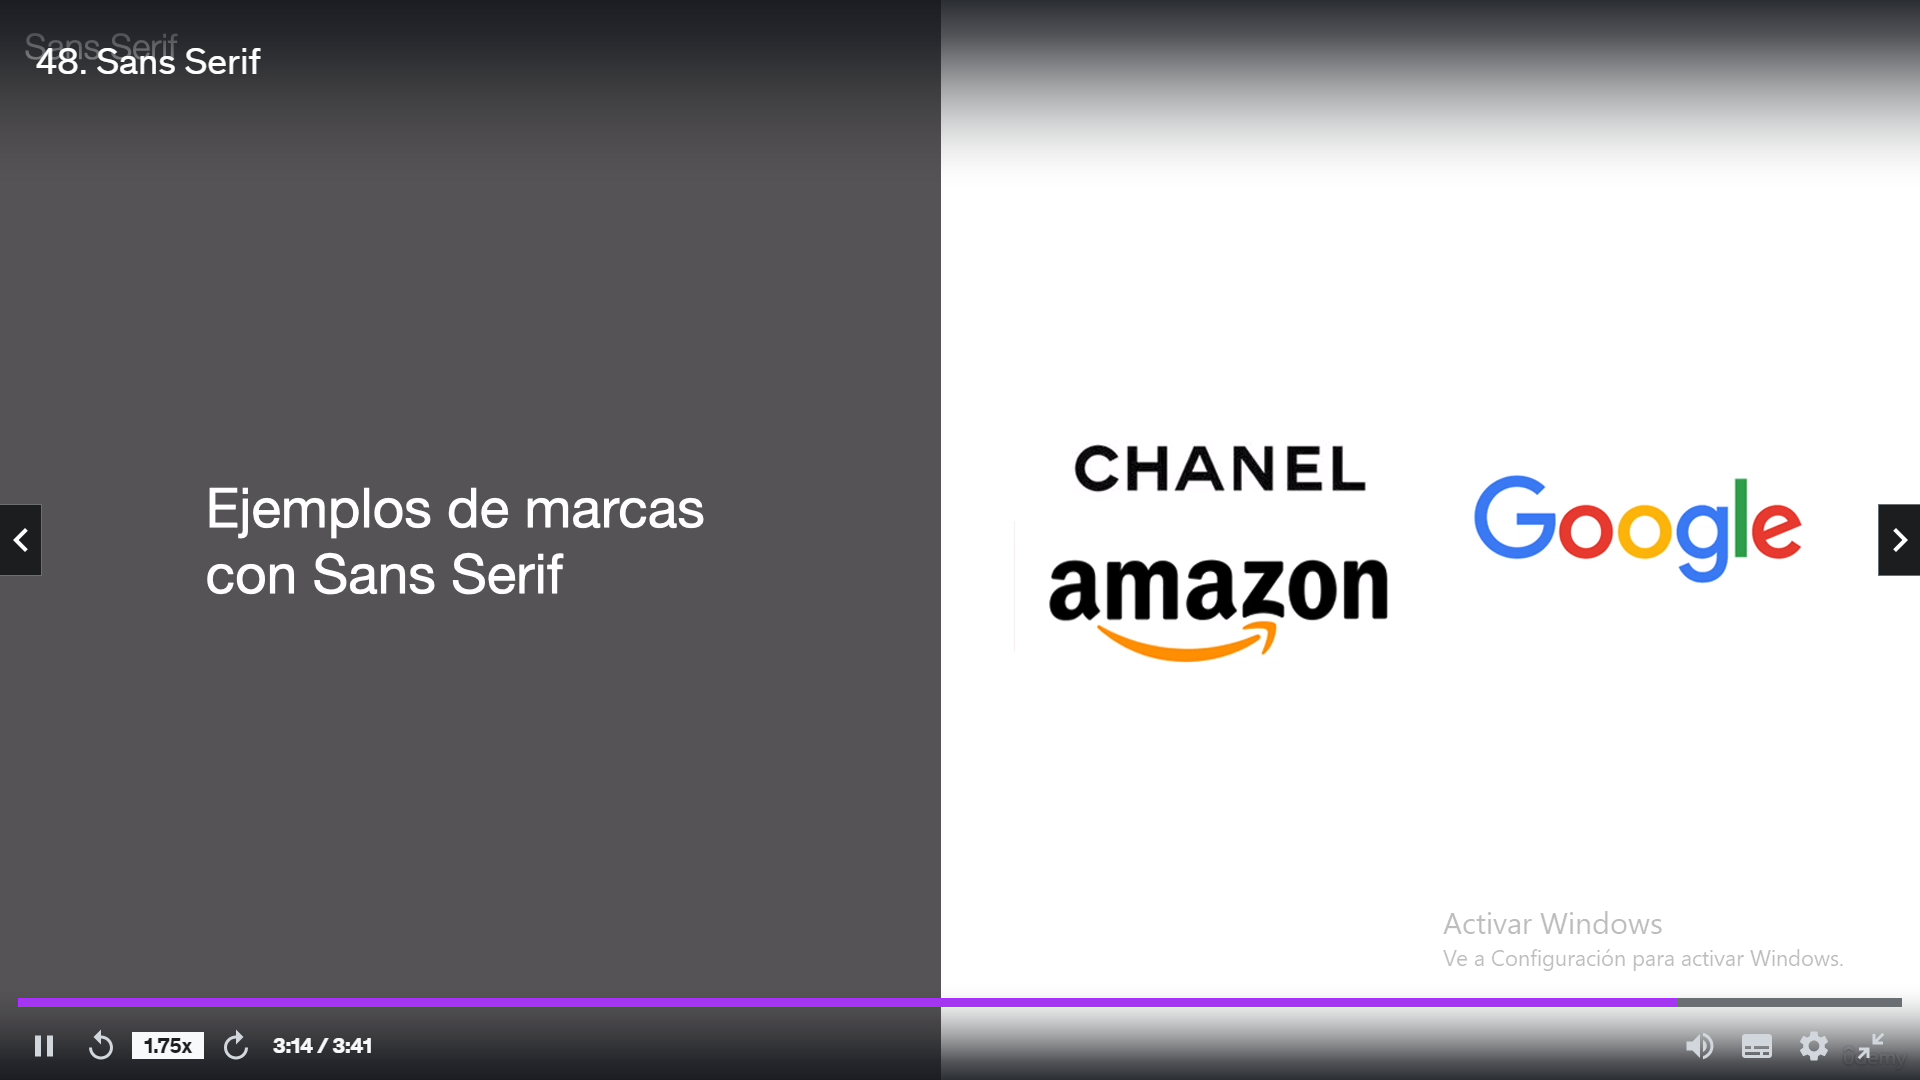 Sans Serif
48. Sans Serif
Ejemplos de marcas
con Sans Serif
CHANEL
amazon
Google
Activar Windows
Ve a Configuración para activar Windows.
1.75x
3:14 / 3:41
ûdemy